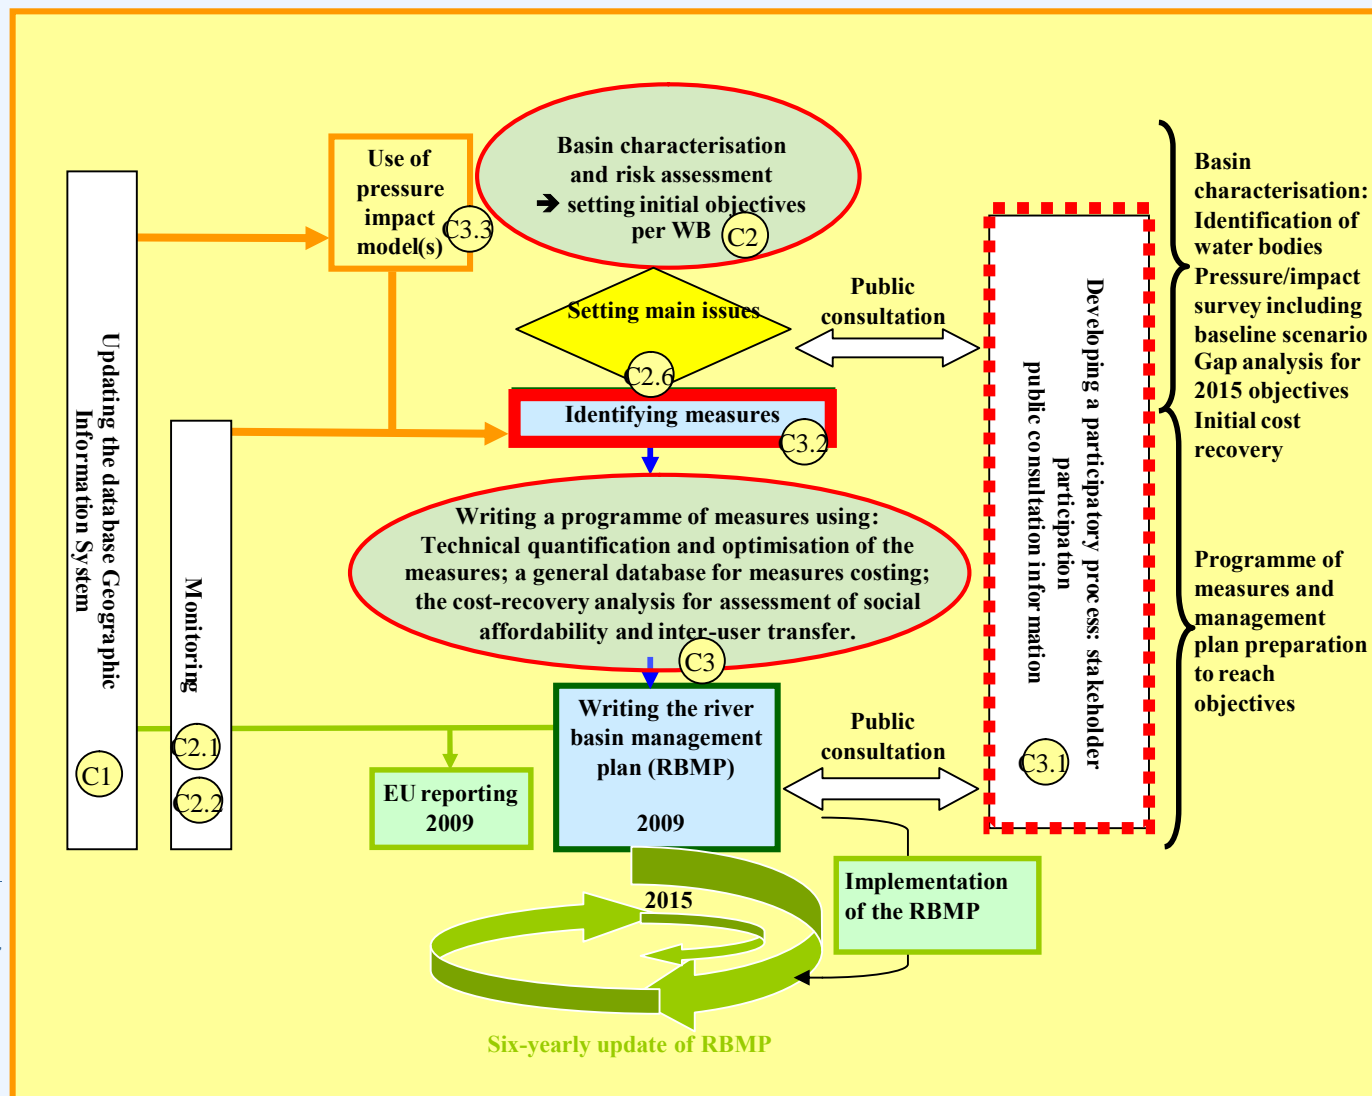 Use of
pressure
impact
model(s)
C3.3
Basin characterisation
and risk assessment
➔ setting initial objectives
per WB
C2
Setting main issues
C2.6
Public
consultation
Identifying measures
C3.2
Writing a programme of measures using:
Technical quantification and optimisation of the
measures; a general database for measures costing;
the cost-recovery analysis for assessment of social
affordability and inter-user transfer.
C3
Updating the database Geographic
Information System
C1
Monitoring
C2.1
C2.2
Writing the river
basin management
plan (RBMP)
2009
EU reporting
2009
Public
consultation
Developing a participatory process: stakeholder
participation
public consultation information
C3.1
Implementation
of the RBMP
2015
Six-yearly update of RBMP
Basin
characterisation:
Identification of
water bodies
Pressure/impact
survey including
baseline scenario
Gap analysis for
2015 objectives
Initial cost
recovery
Programme of
measures and
management
plan preparation
to reach
objectives